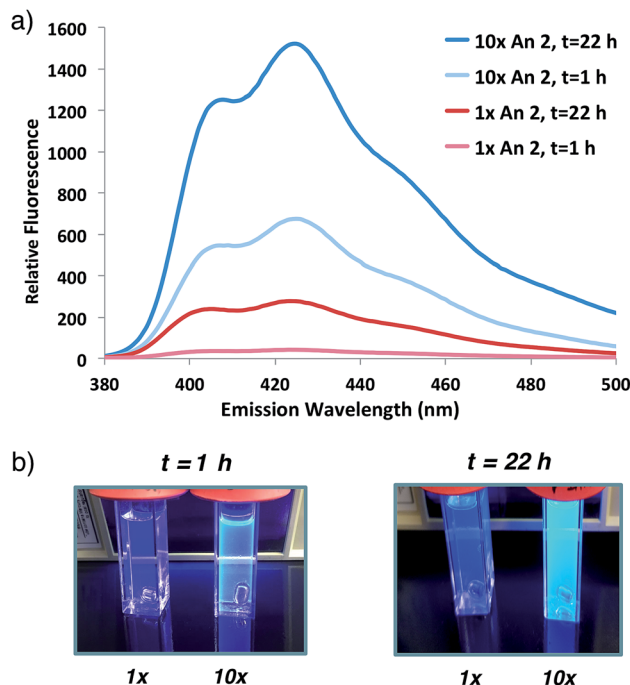 a)
1600
1400
1200
1000
800
600
400
200
0
Relative Fluorescence
10x An 2, t=22 h
10x An 2, t=1 h
1x An 2, t=22 h
1x An 2, t=1 h
380 400 420 440 460 480 500
Emission Wavelength (nm)
b)
t = 1 h t = 22 h
1x 10x 1x 10x